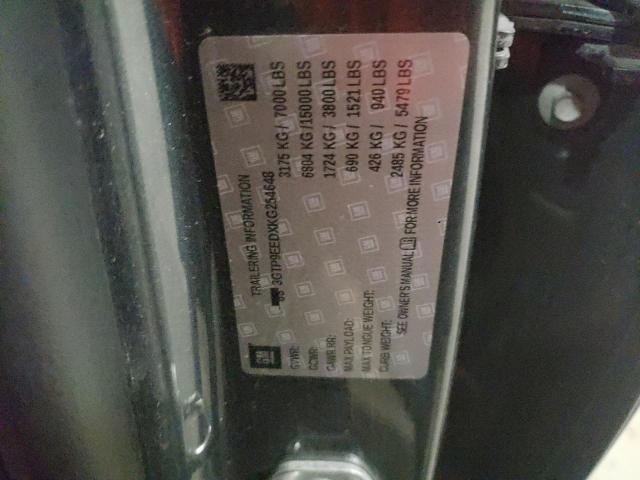 GM
TRAILERING INFORMATION
3GTP9EEDXKG254648
GVWR: 3175 KG / 7000 LBS
GCWR: 6804 KG /15000 LBS
GAWR RR: 1724 KG / 3800 LBS
MAX PAYLOAD: 690 KG / 1521 LBS
MAX TONGUE WEIGHT: 426 KG / 940 LBS
CURB WEIGHT: 2485 KG / 5479 LBS
SEE OWNER'S MANUAL FOR MORE INFORMATION